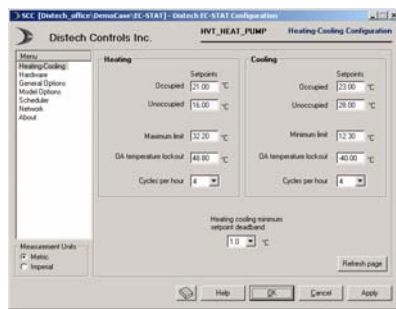 SCC [Distech_office\DemoCase\EC-STAT] - Distech EC-STAT Configuration
Distech Controls Inc.
HVT_HEAT_PUMP
Heating-Cooling Configuration
Menu
Heating-Cooling
Hardware
General Options
Model Options
Scheduler
Network
About
Measurement Units
Metric
Imperial
Heating
Setpoints
Occupied 21.00 °C
Unoccupied 16.00 °C
Maximum limit 32.20 °C
OA temperature lockout 48.80 °C
Cycles per hour 4
Cooling
Setpoints
Occupied 23.00 °C
Unoccupied 28.00 °C
Minimum limit 12.30 °C
OA temperature lockout -40.00 °C
Cycles per hour 4
Heating cooling minimum
setpoint deadband
1.0 °C
Refresh page
Help
OK
Cancel
Apply